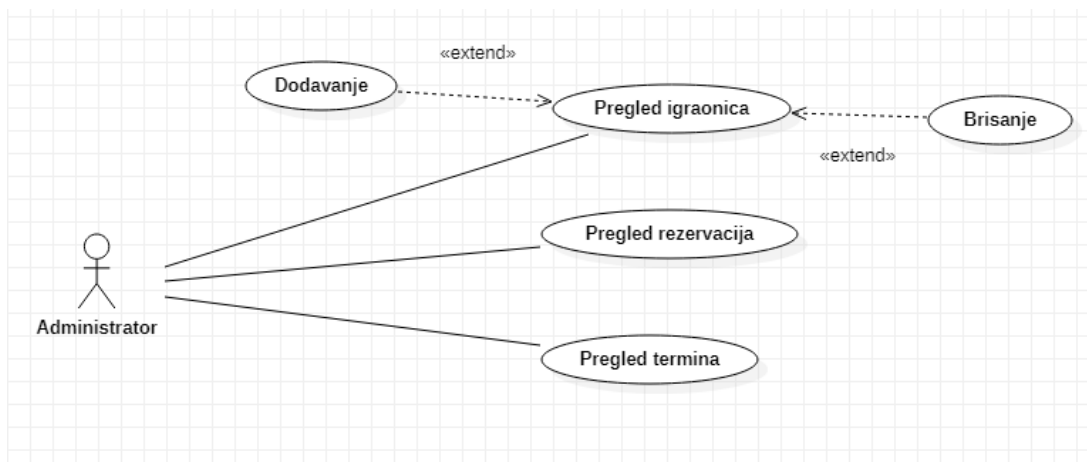 «extend»
Dodavanje
Pregled igraonica
Brisanje
«extend»
Pregled rezervacija
Administrator
Pregled termina